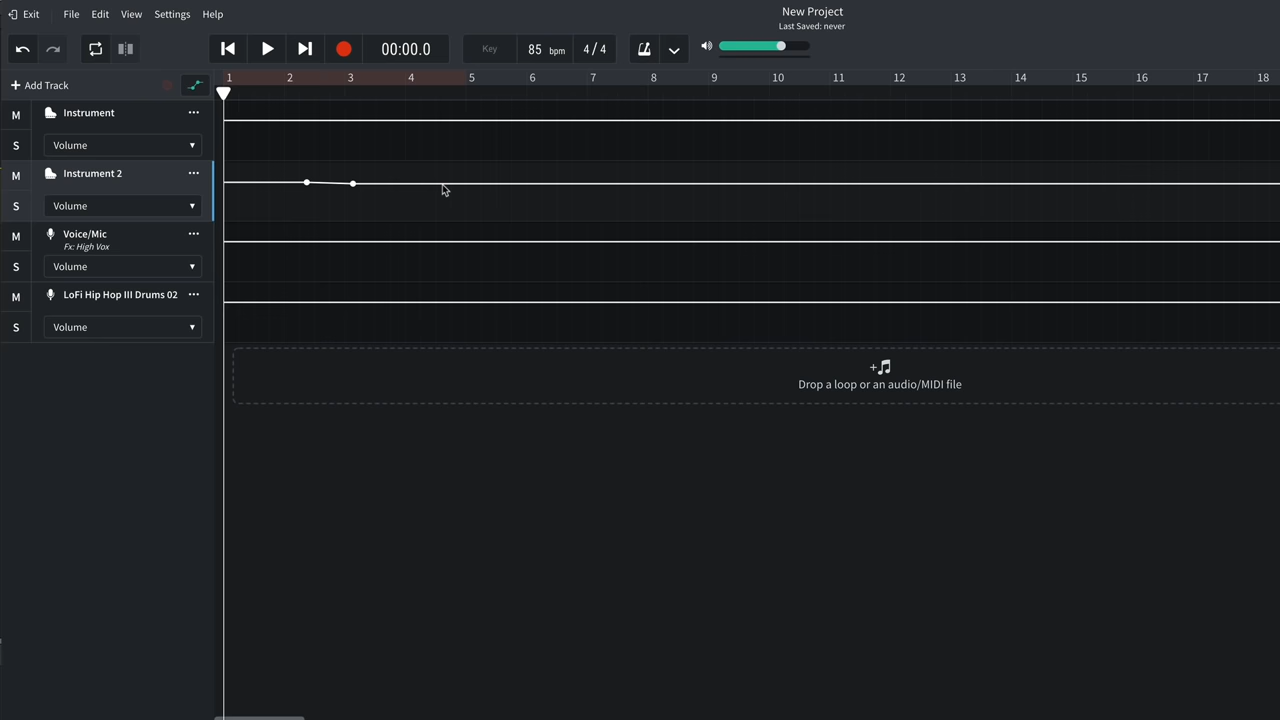 Exit File Edit View Settings Help
New Project
Last Saved: never
00:00.0 Key 85 bpm 4/4
+ Add Track
1 2 3 4 5 6 7 8 9 10 11 12 13 14 15 16 17 18
M Instrument ...
S Volume
M Instrument 2 ...
S Volume
M Voice/Mic ...
Fx: High Vox
S Volume
M LoFi Hip Hop III Drums 02 ...
S Volume
Drop a loop or an audio/MIDI file